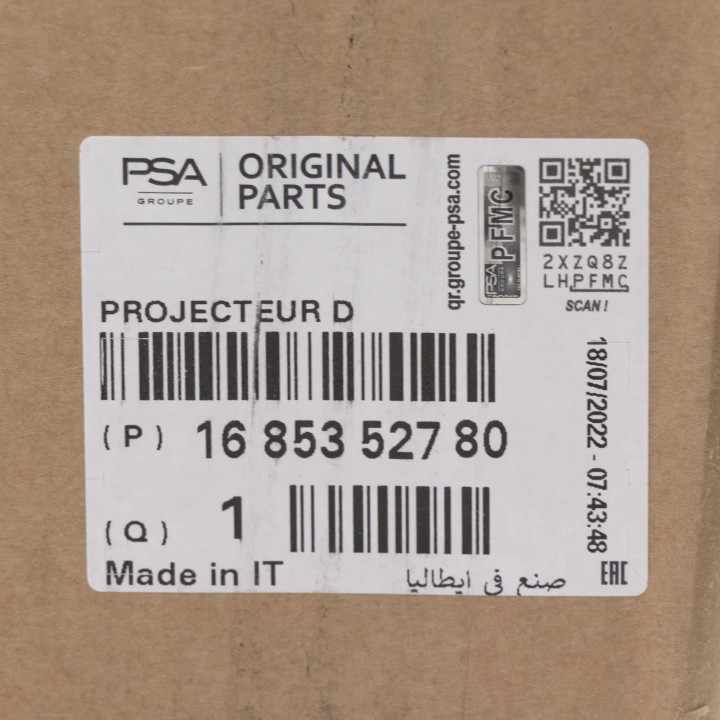 PSA
GROUPE
ORIGINAL
PARTS
qr.groupe-psa.com
PSA
GROUPE
PFMC
2XZQ8Z
LHPFMC
SCAN!
PROJECTEUR D
(P) 16 853 527 80
18/07/2022 - 07:43:48
(Q) 1
Made in IT
صنع في ايطاليا
EAC